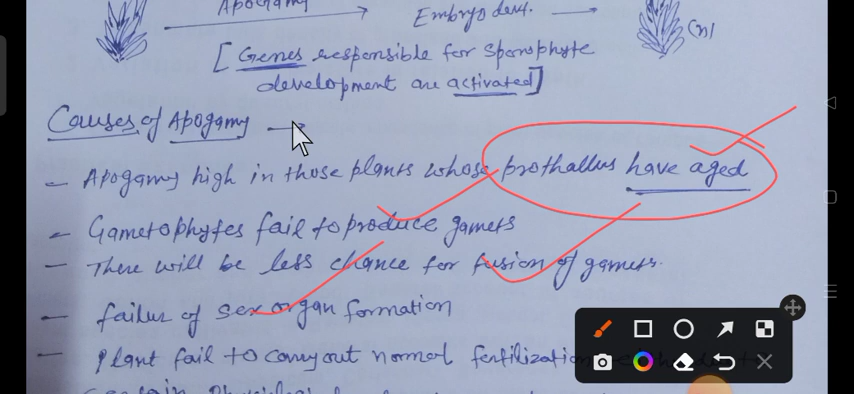 Apogamy
Embryo devt.
(n)
[Genes responsible for Sporophyte
development are activated]
Causes of Apogamy →
- Apogamy high in those plants whose prothallus have aged
- Gametophytes fail to produce gamets
- There will be less chance for fusion of gamets.
- failur of sex organ formation
- Plant fail to carry out normal fertilization